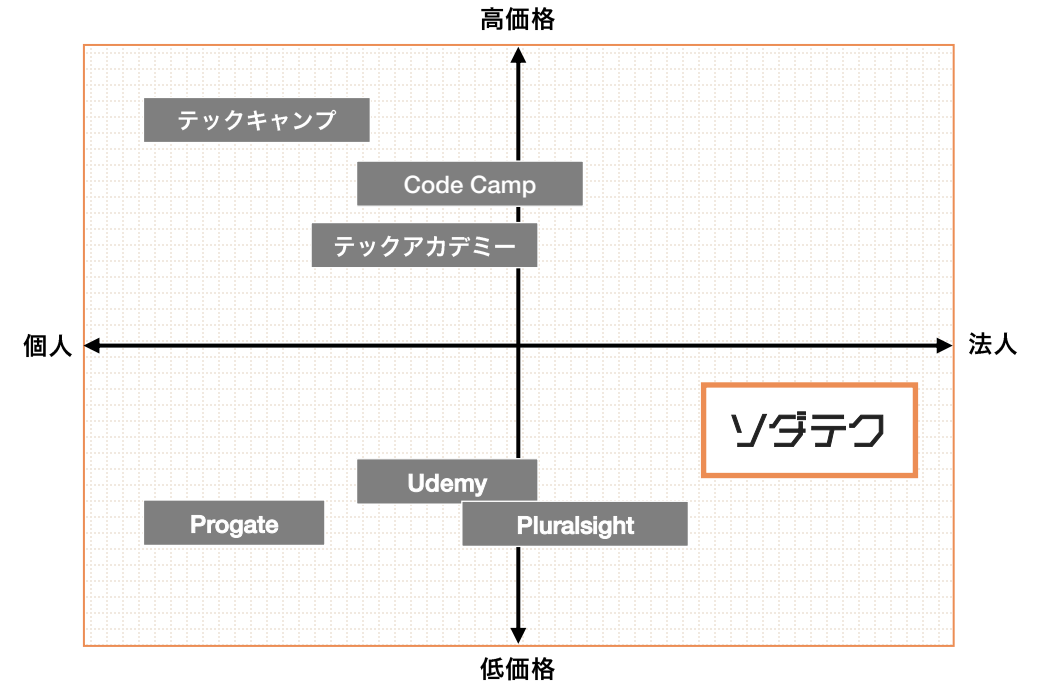 高価格
テックキャンプ
Code Camp
テックアカデミー
個人
法人
ソダテク
Udemy
Progate
Pluralsight
低価格